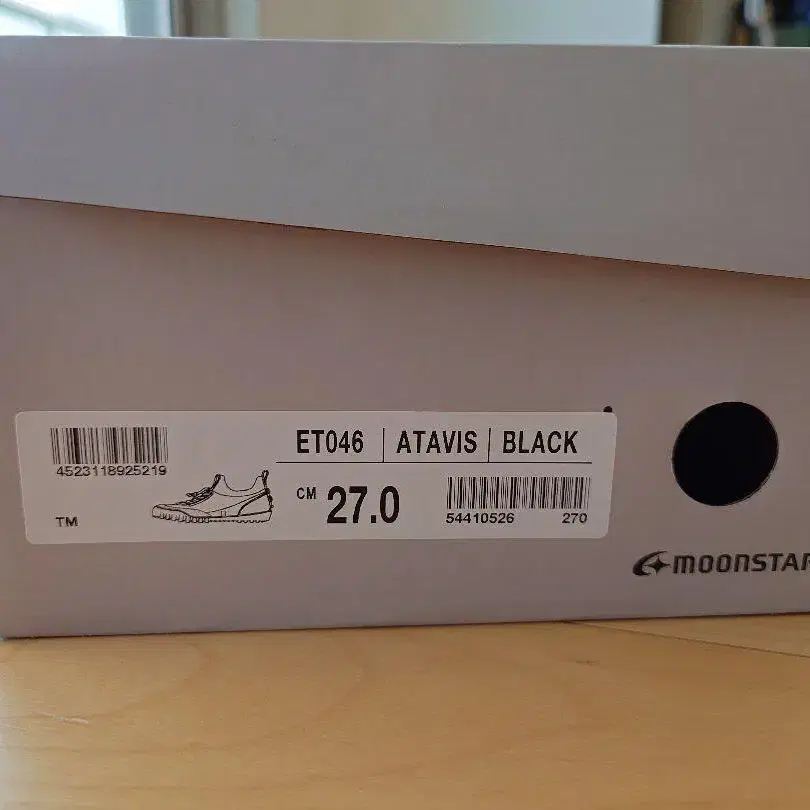 ET046 ATAVIS BLACK
4523118925219
CM 27.0
54410526 270
TM
MOONSTAR